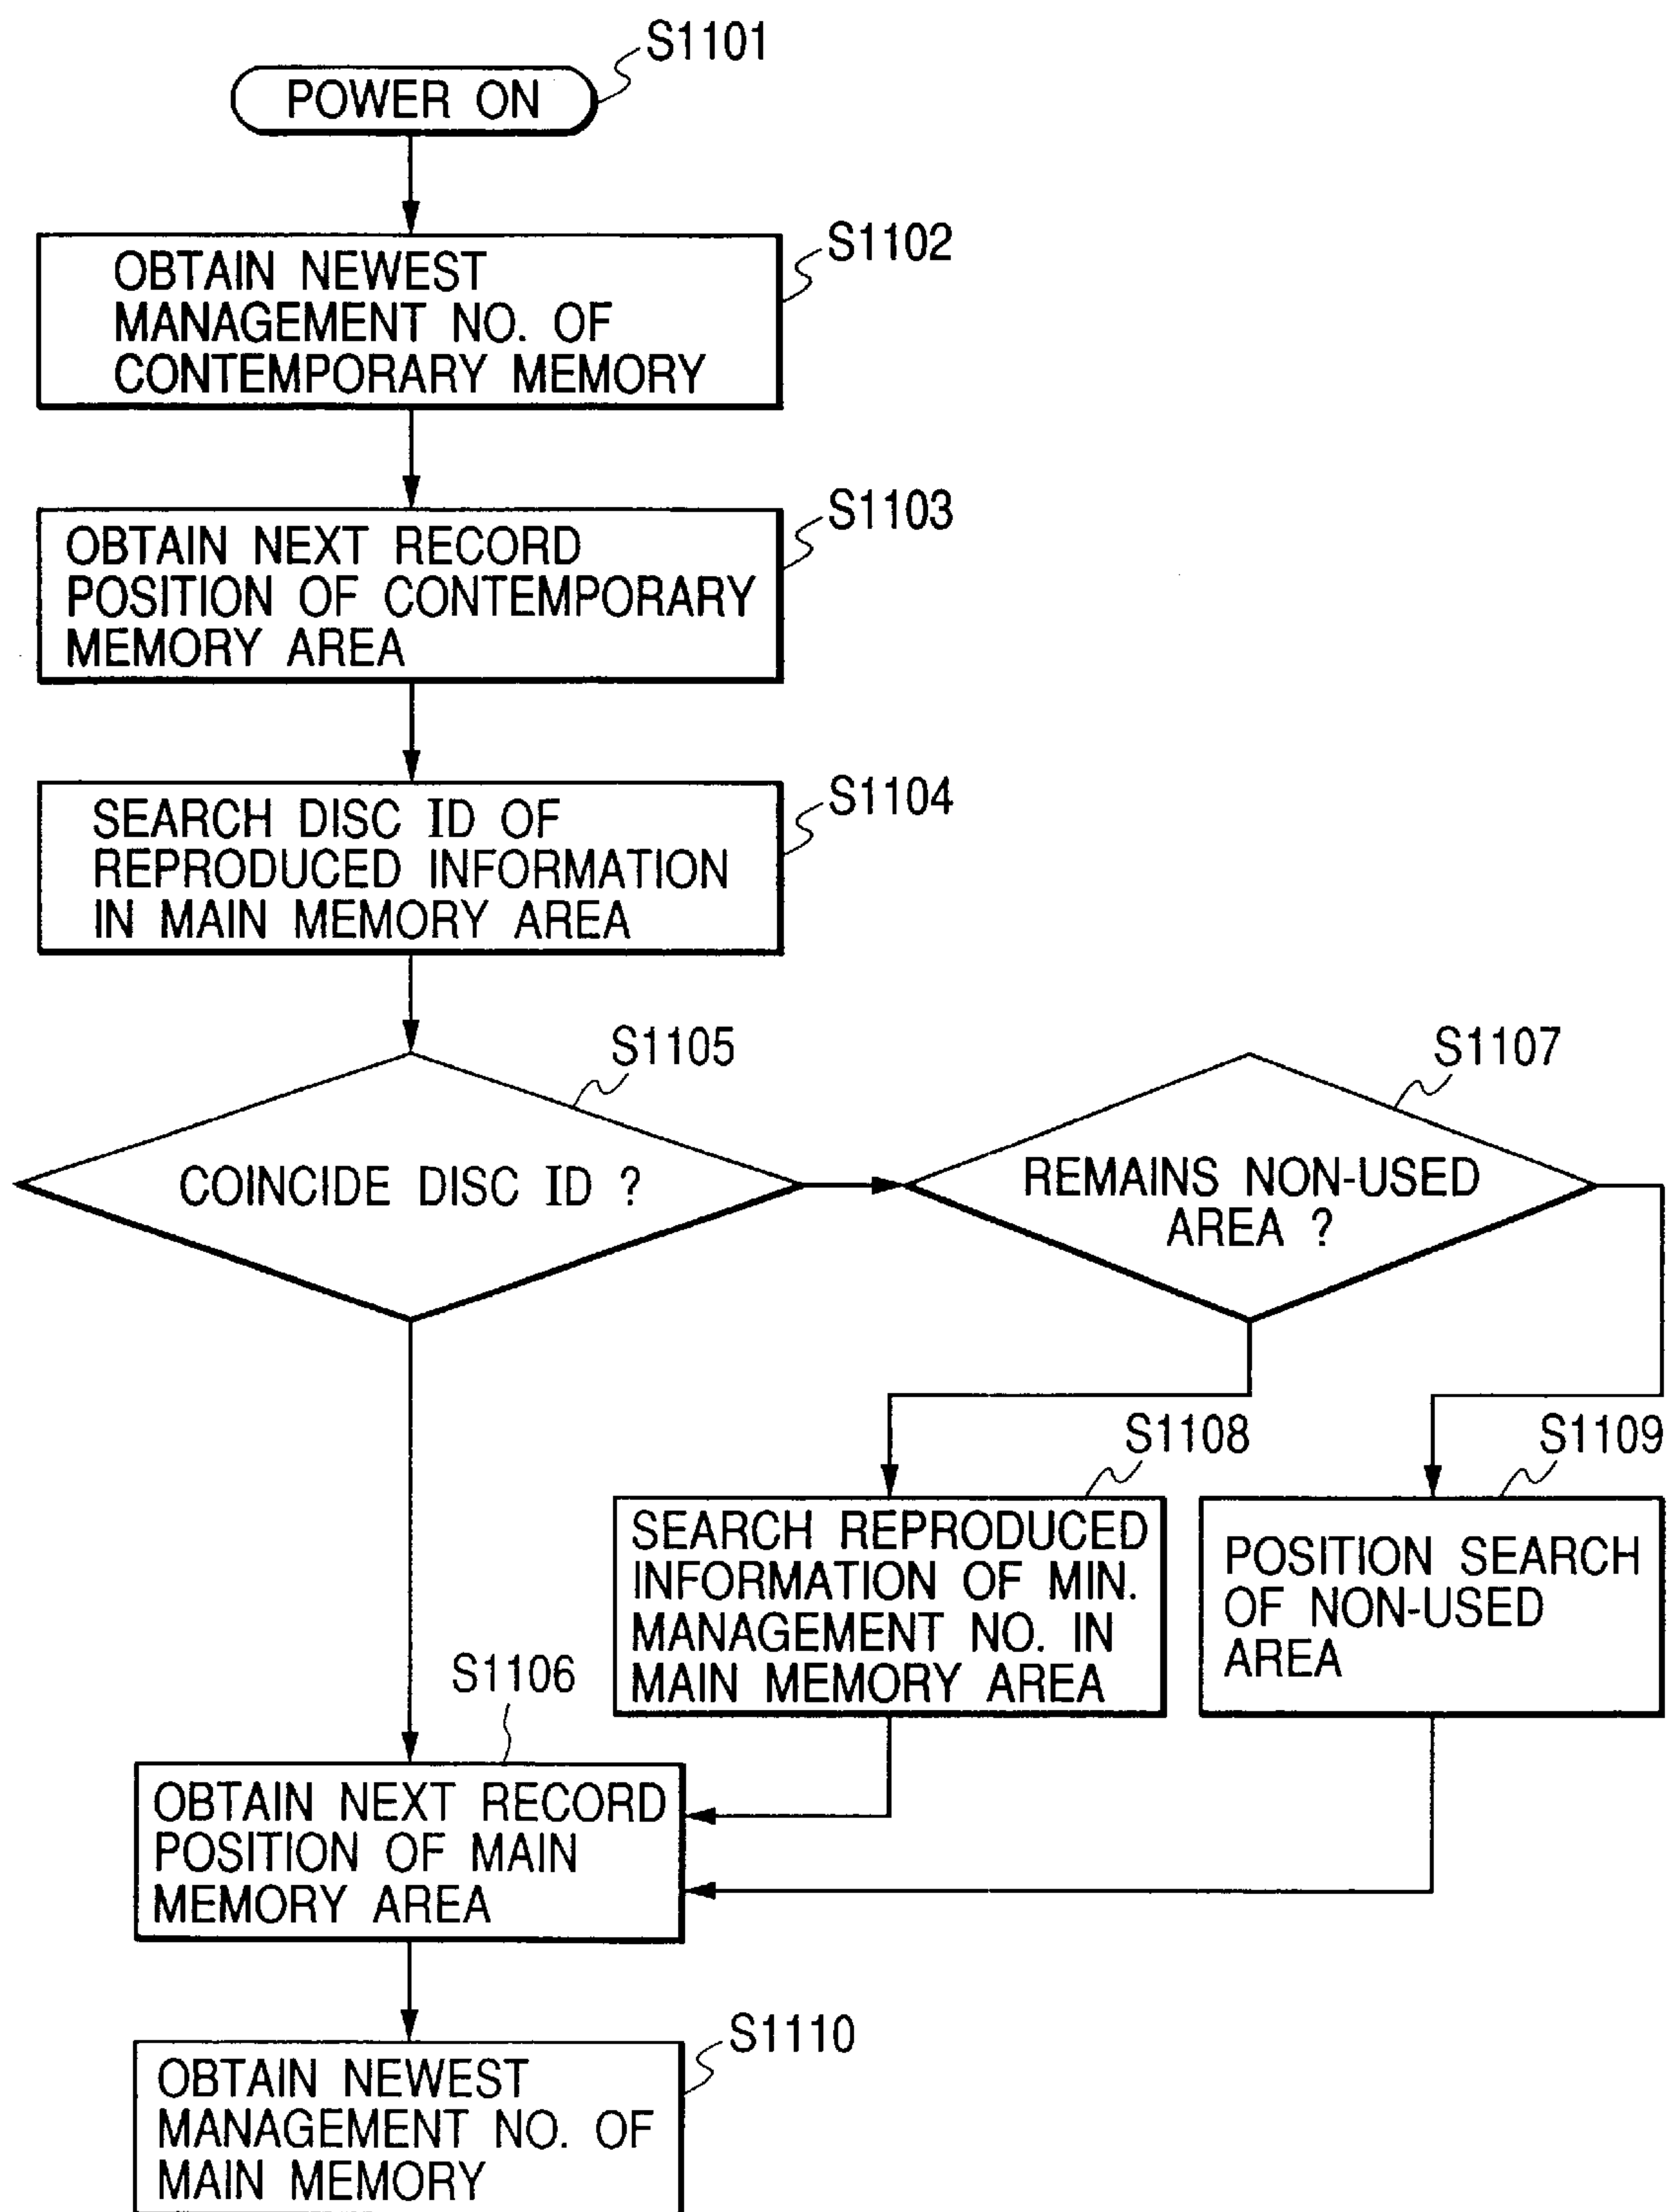 S1101
POWER ON
S1102
OBTAIN NEWEST
MANAGEMENT NO. OF
CONTEMPORARY MEMORY
S1103
OBTAIN NEXT RECORD
POSITION OF CONTEMPORARY
MEMORY AREA
S1104
SEARCH DISC ID OF
REPRODUCED INFORMATION
IN MAIN MEMORY AREA
S1105
COINCIDE DISC ID ?
S1107
REMAINS NON-USED
AREA ?
S1108
SEARCH REPRODUCED
INFORMATION OF MIN.
MANAGEMENT NO. IN
MAIN MEMORY AREA
S1109
POSITION SEARCH
OF NON-USED
AREA
S1106
OBTAIN NEXT RECORD
POSITION OF MAIN
MEMORY AREA
S1110
OBTAIN NEWEST
MANAGEMENT NO. OF
MAIN MEMORY